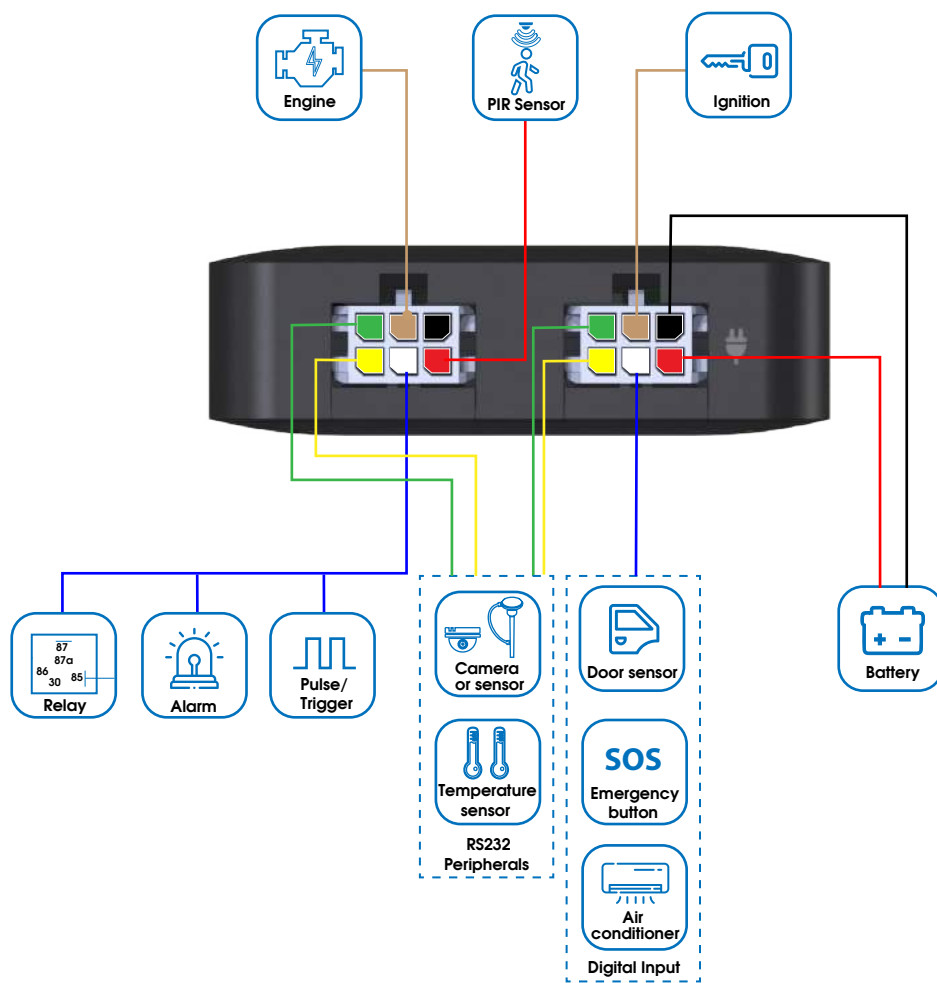 Engine
PIR Sensor
Ignition
87
87a
86
30
85
Relay
Alarm
Pulse/
Trigger
Camera
or sensor
Temperature
sensor
RS232
Peripherals
Door sensor
SOS
Emergency
button
Air
conditioner
Digital Input
Battery